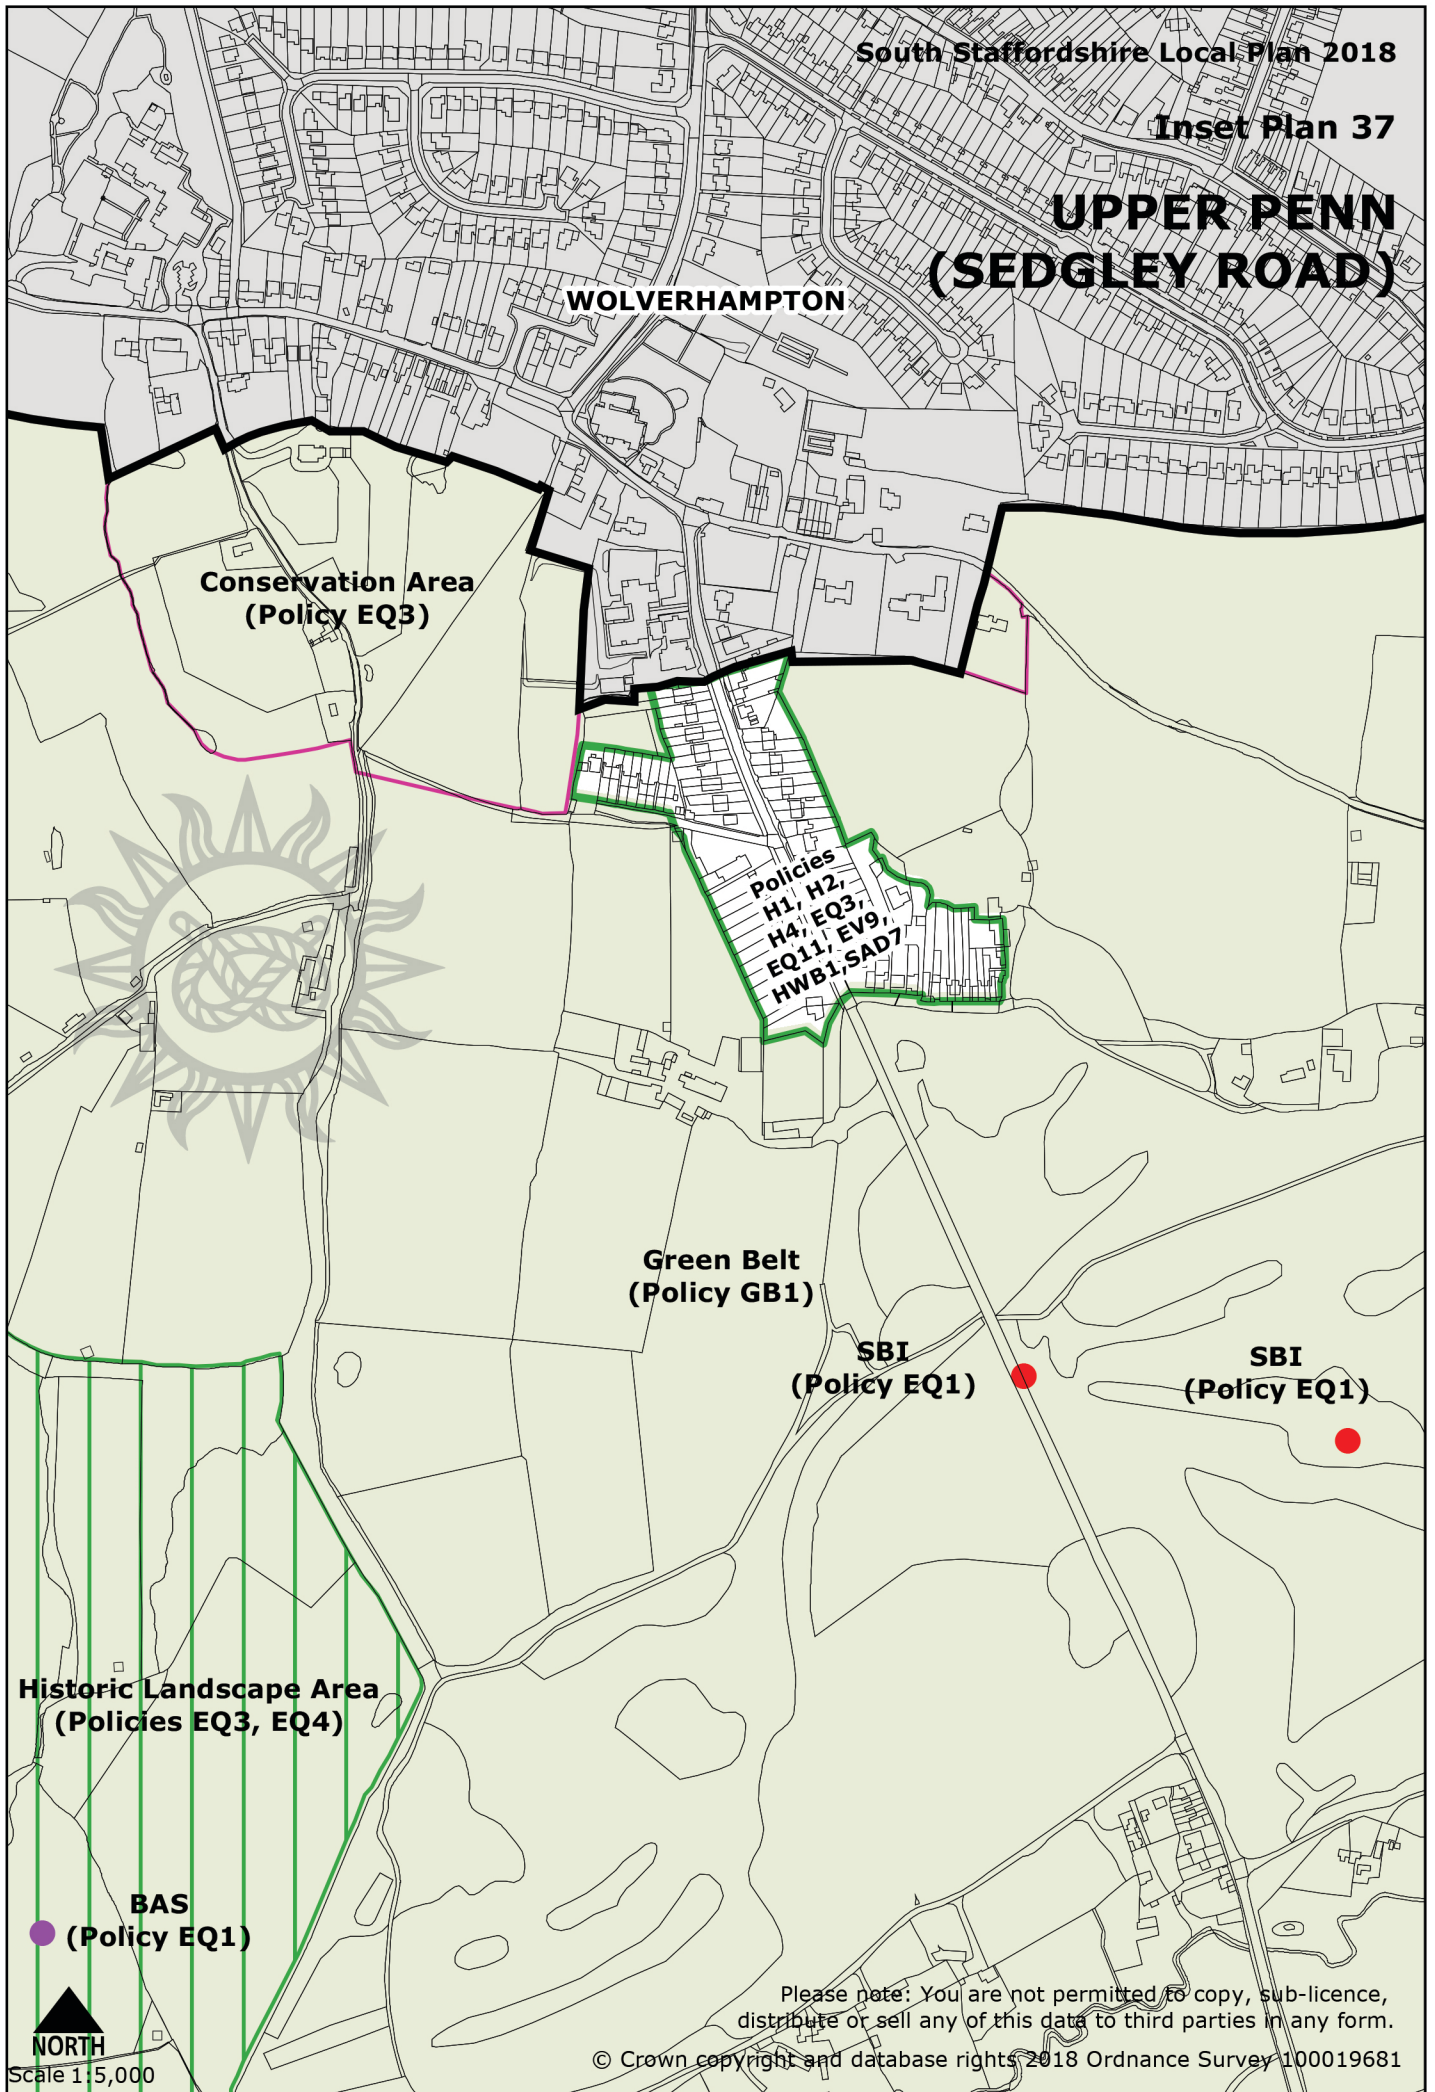 South Staffordshire Local Plan 2018
Inset Plan 37
UPPER PENN
(SEDGLEY ROAD)
WOLVERHAMPTON
Conservation Area
(Policy EQ3)
Policies
H1, H2,
H4, EQ3,
EQ11, EV9,
HWB1,SAD7
Green Belt
(Policy GB1)
SBI
(Policy EQ1)
SBI
(Policy EQ1)
Historic Landscape Area
(Policies EQ3, EQ4)
BAS
(Policy EQ1)
NORTH
Scale 1:5,000
Please note: You are not permitted to copy, sub-licence,
distribute or sell any of this data to third parties in any form.
© Crown copyright and database rights 2018 Ordnance Survey 100019681